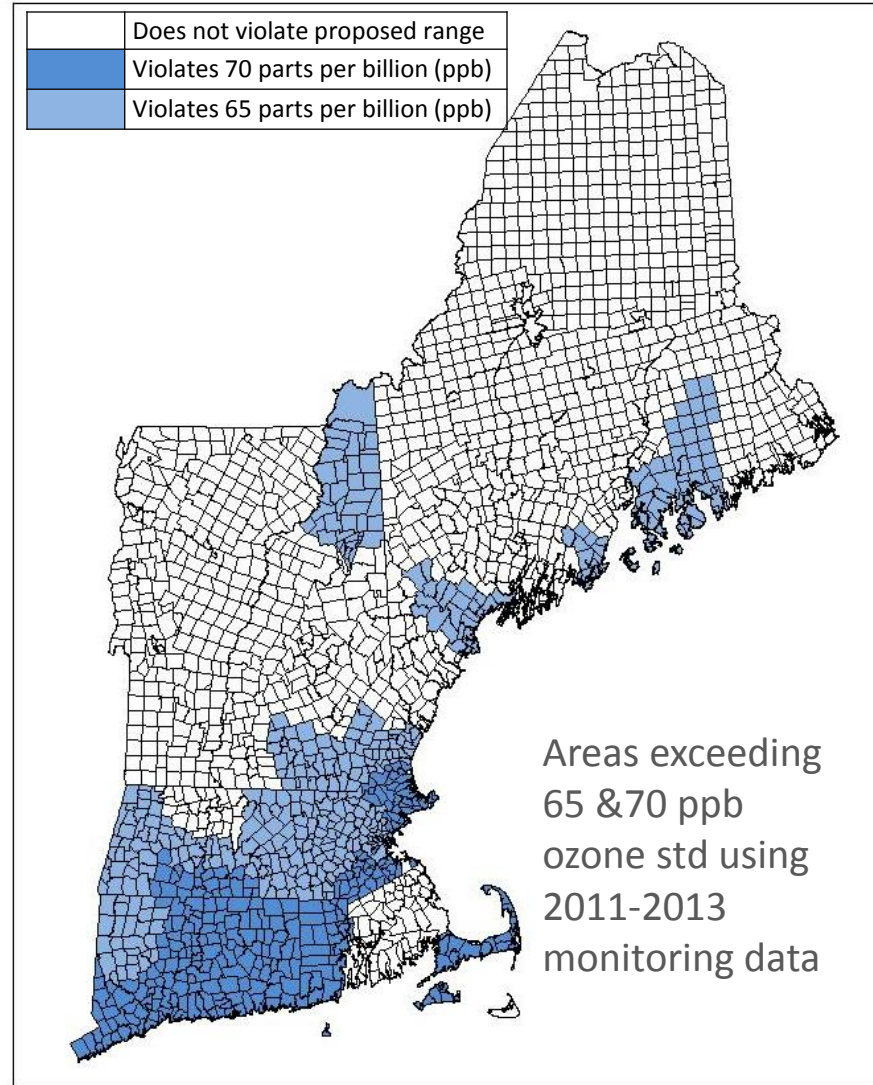 Does not violate proposed range
Violates 70 parts per billion (ppb)
Violates 65 parts per billion (ppb)
Areas exceeding
65 &70 ppb
ozone std using
2011-2013
monitoring data